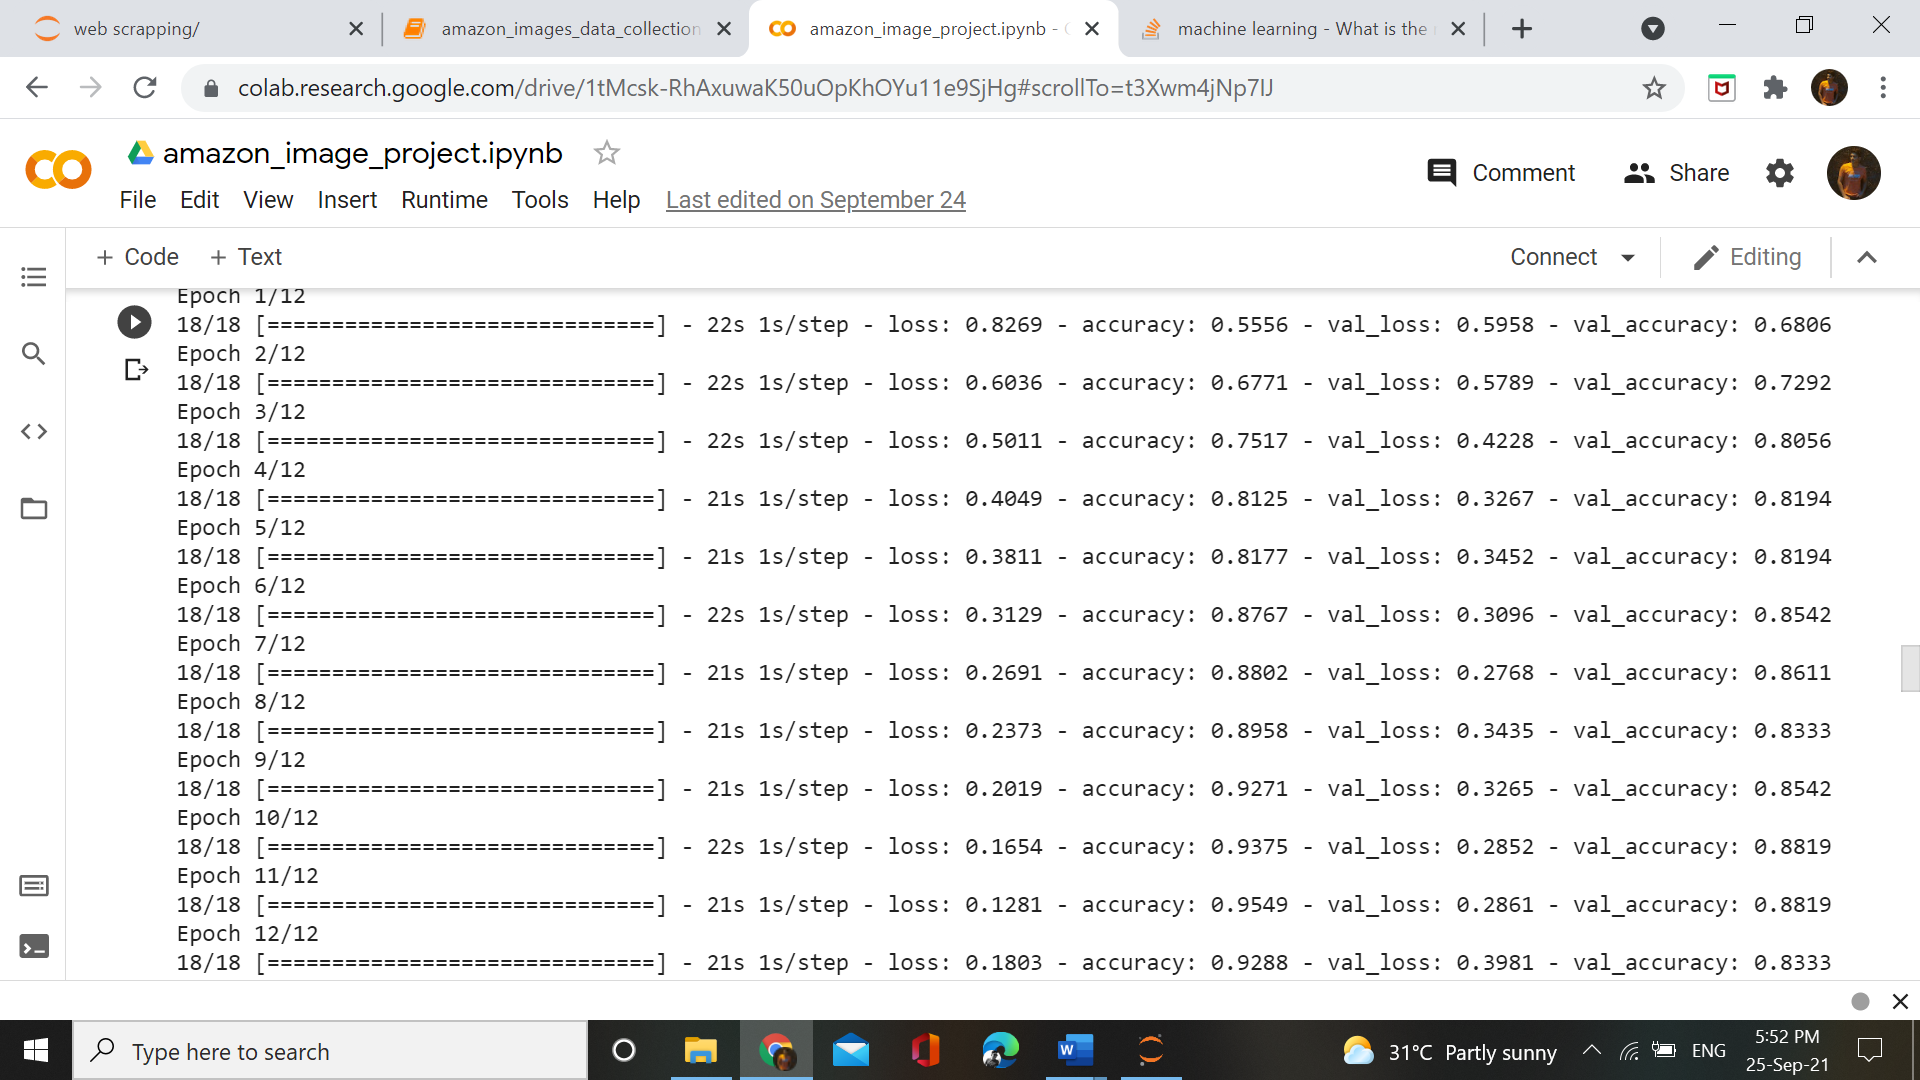 web scrapping/
amazon_images_data_collection
amazon_image_project.ipynb -
machine learning - What is the
colab.research.google.com/drive/1tMcsk-RhAxuwaK50uOpKhOYu11e9SjHg#scrollTo=t3Xwm4jNp7IJ
amazon_image_project.ipynb
Comment
Share
File Edit View Insert Runtime Tools Help Last edited on September 24
+ Code + Text
Connect
Editing
Epoch 1/12
18/18 [==============================] - 22s 1s/step - loss: 0.8269 - accuracy: 0.5556 - val_loss: 0.5958 - val_accuracy: 0.6806
Epoch 2/12
18/18 [==============================] - 22s 1s/step - loss: 0.6036 - accuracy: 0.6771 - val_loss: 0.5789 - val_accuracy: 0.7292
Epoch 3/12
18/18 [==============================] - 22s 1s/step - loss: 0.5011 - accuracy: 0.7517 - val_loss: 0.4228 - val_accuracy: 0.8056
Epoch 4/12
18/18 [==============================] - 21s 1s/step - loss: 0.4049 - accuracy: 0.8125 - val_loss: 0.3267 - val_accuracy: 0.8194
Epoch 5/12
18/18 [==============================] - 21s 1s/step - loss: 0.3811 - accuracy: 0.8177 - val_loss: 0.3452 - val_accuracy: 0.8194
Epoch 6/12
18/18 [==============================] - 22s 1s/step - loss: 0.3129 - accuracy: 0.8767 - val_loss: 0.3096 - val_accuracy: 0.8542
Epoch 7/12
18/18 [==============================] - 21s 1s/step - loss: 0.2691 - accuracy: 0.8802 - val_loss: 0.2768 - val_accuracy: 0.8611
Epoch 8/12
18/18 [==============================] - 21s 1s/step - loss: 0.2373 - accuracy: 0.8958 - val_loss: 0.3435 - val_accuracy: 0.8333
Epoch 9/12
18/18 [==============================] - 21s 1s/step - loss: 0.2019 - accuracy: 0.9271 - val_loss: 0.3265 - val_accuracy: 0.8542
Epoch 10/12
18/18 [==============================] - 22s 1s/step - loss: 0.1654 - accuracy: 0.9375 - val_loss: 0.2852 - val_accuracy: 0.8819
Epoch 11/12
18/18 [==============================] - 21s 1s/step - loss: 0.1281 - accuracy: 0.9549 - val_loss: 0.2861 - val_accuracy: 0.8819
Epoch 12/12
18/18 [==============================] - 21s 1s/step - loss: 0.1803 - accuracy: 0.9288 - val_loss: 0.3981 - val_accuracy: 0.8333
Type here to search
31°C Partly sunny
ENG
5:52 PM
25-Sep-21